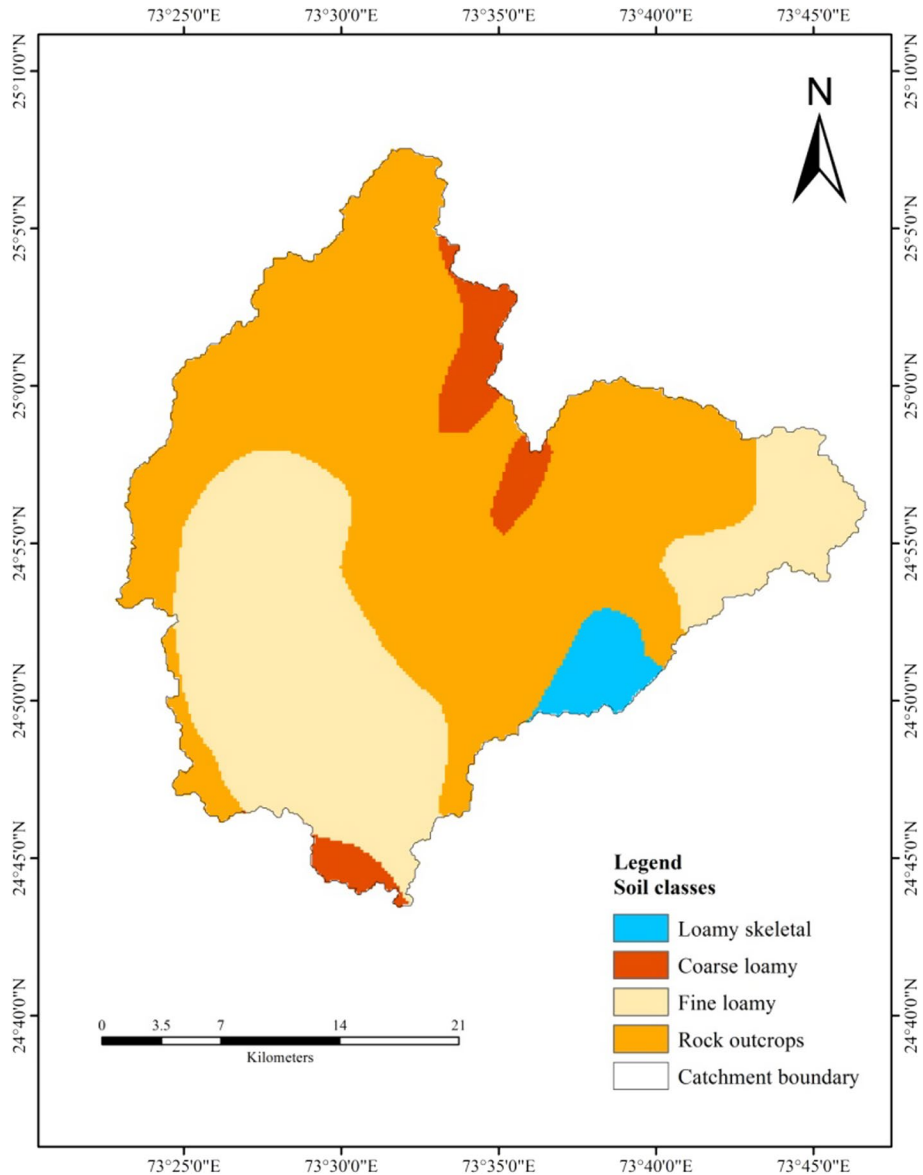 73°25'0"E 73°30'0"E 73°35'0"E 73°40'0"E 73°45'0"E
25°10'0"N 25°10'0"N
N
25°5'0"N 25°5'0"N
25°0'0"N 25°0'0"N
24°55'0"N 24°55'0"N
24°50'0"N 24°50'0"N
24°45'0"N 24°45'0"N
Legend
Soil classes
Loamy skeletal
Coarse loamy
Fine loamy
Rock outcrops
Catchment boundary
24°40'0"N 24°40'0"N
0 3.5 7 14 21
Kilometers
73°25'0"E 73°30'0"E 73°35'0"E 73°40'0"E 73°45'0"E